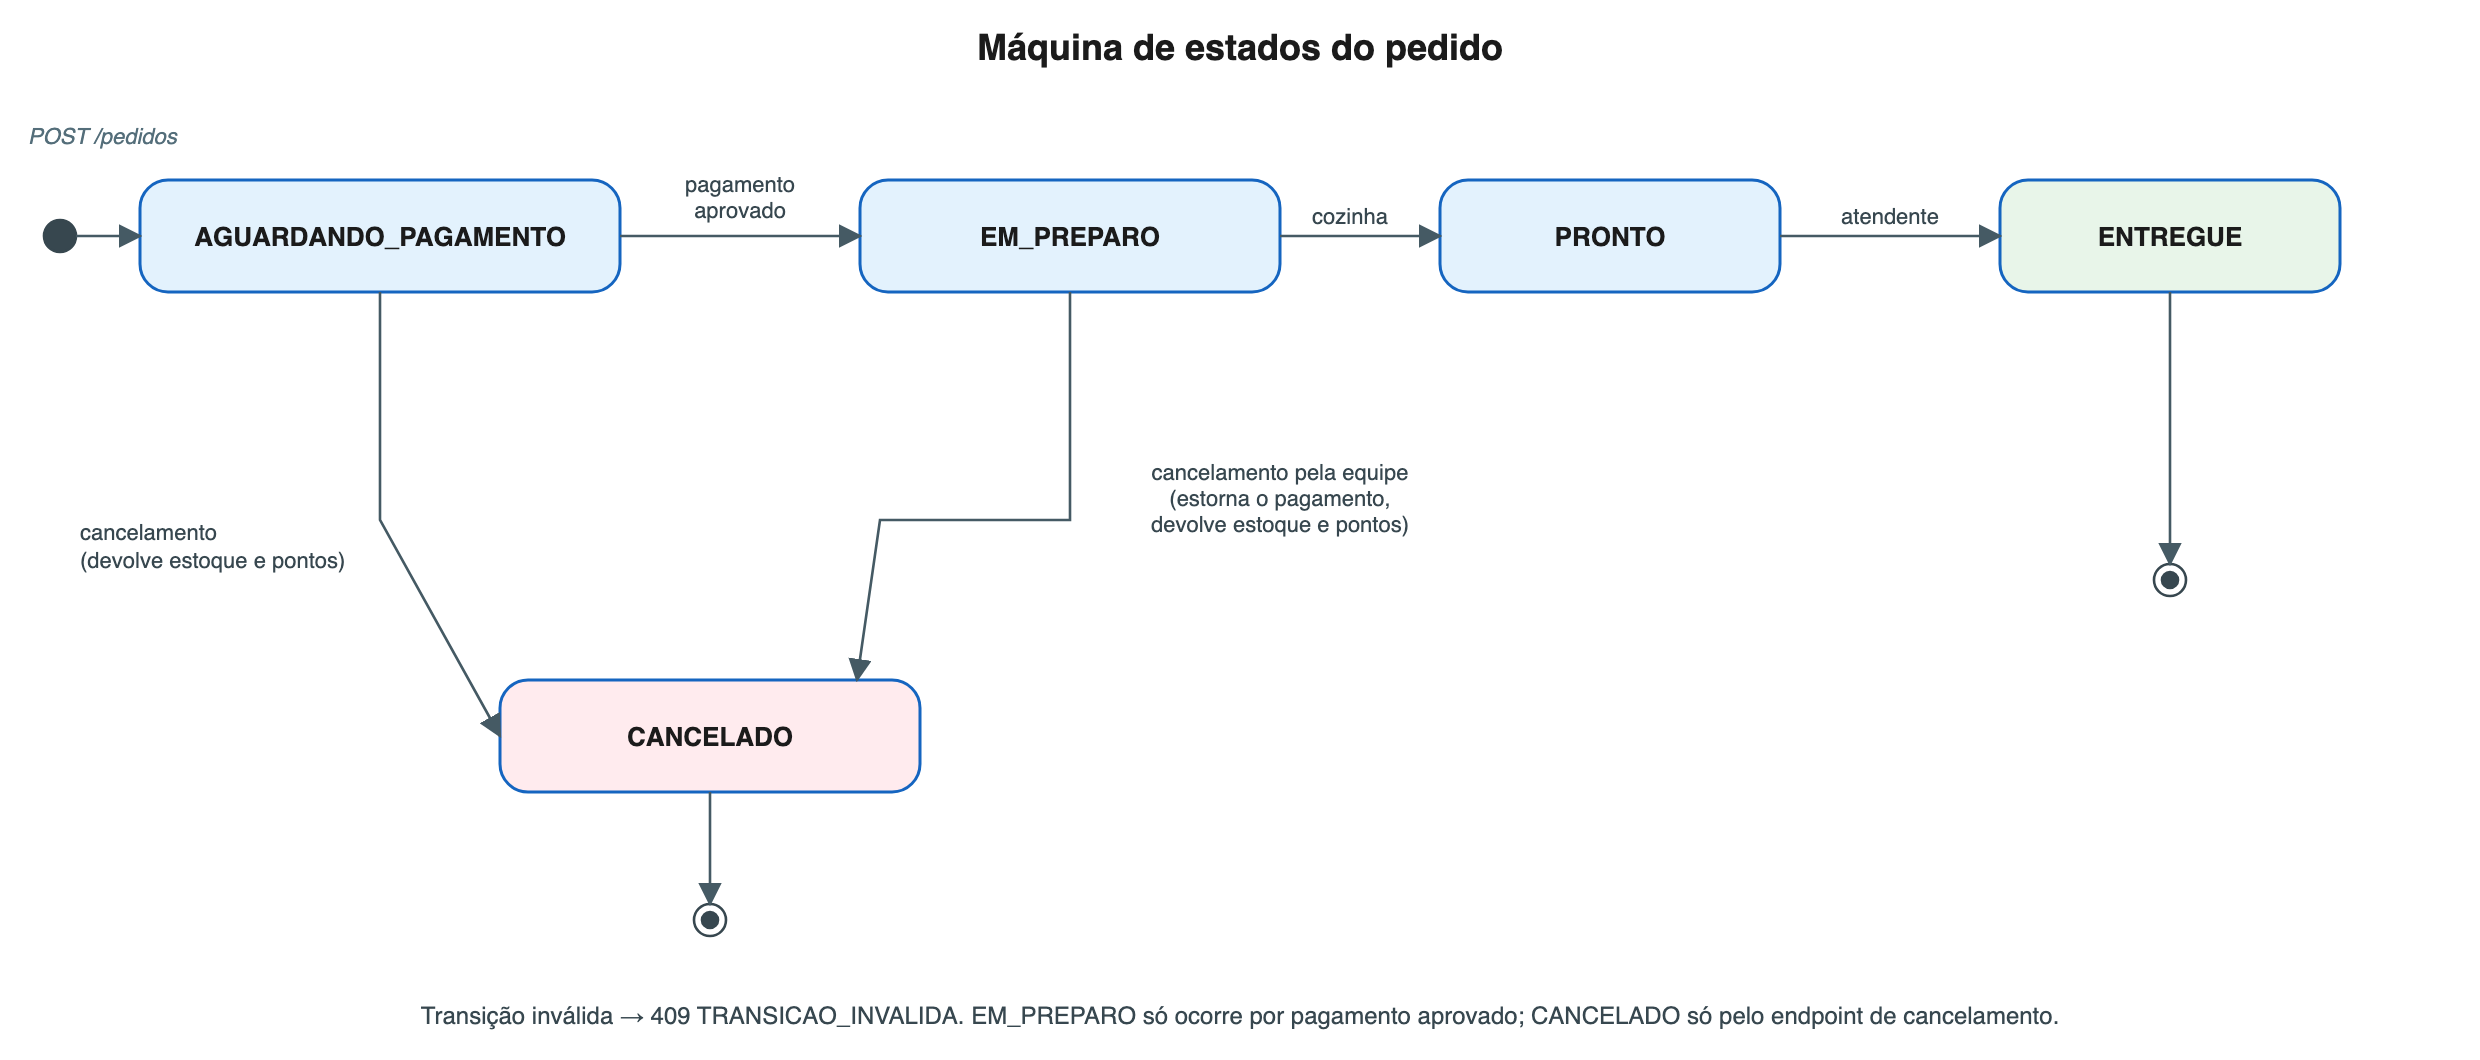 Máquina de estados do pedido
POST /pedidos
AGUARDANDO_PAGAMENTO
pagamento
aprovado
EM_PREPARO
cozinha
PRONTO
atendente
ENTREGUE
cancelamento
(devolve estoque e pontos)
cancelamento pela equipe
(estorna o pagamento,
devolve estoque e pontos)
CANCELADO
Transição inválida → 409 TRANSICAO_INVALIDA. EM_PREPARO só ocorre por pagamento aprovado; CANCELADO só pelo endpoint de cancelamento.